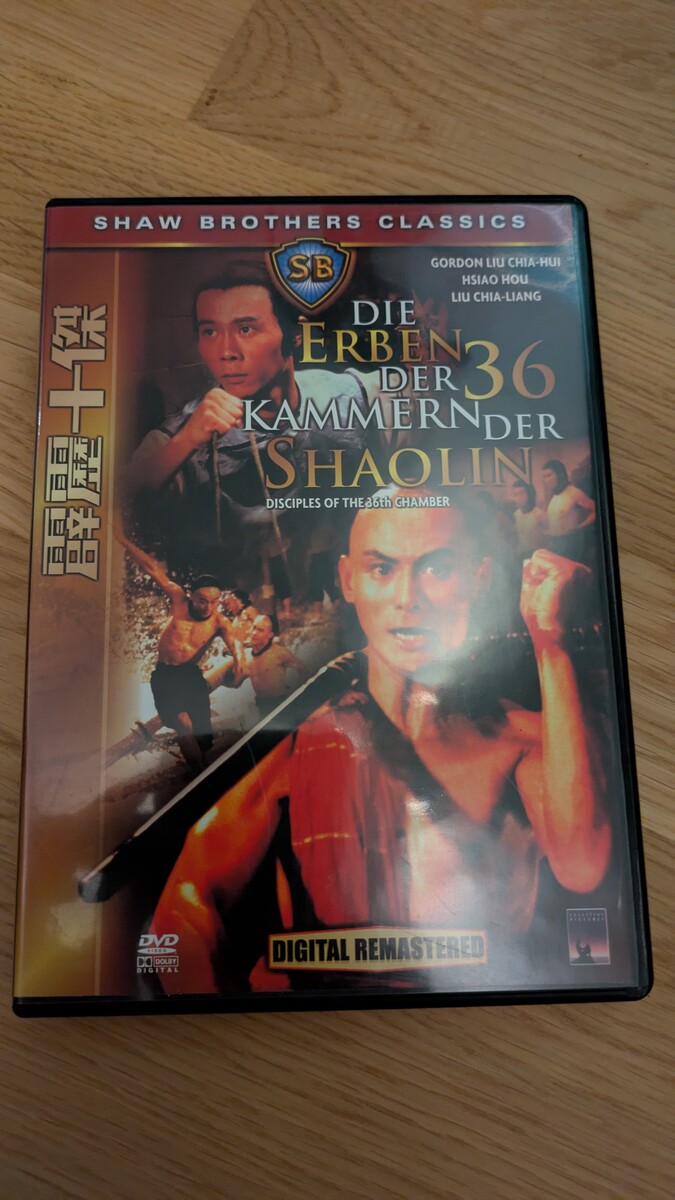 SHAW BROTHERS CLASSICS
SB
GORDON LIU CHIA-HUI
HSIAO HOU
LIU CHIA-LIANG
霹靂十傑
DIE
ERBEN
DER 36
KAMMERN DER
SHAOLIN
DISCIPLES OF THE 36th CHAMBER
DVD
VIDEO
DOLBY
DIGITAL
DIGITAL REMASTERED